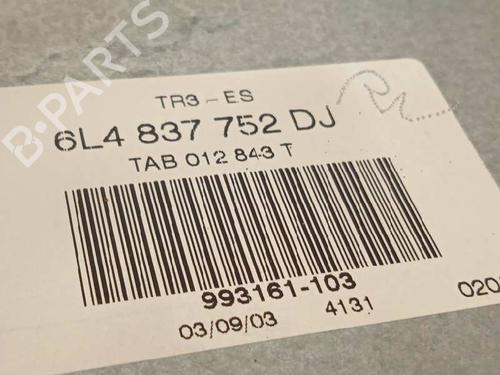 B-PARTS
TR3-ES
6L4 837 752 DJ
TAB 012 843 T
993161-103
03/09/03 4131 020